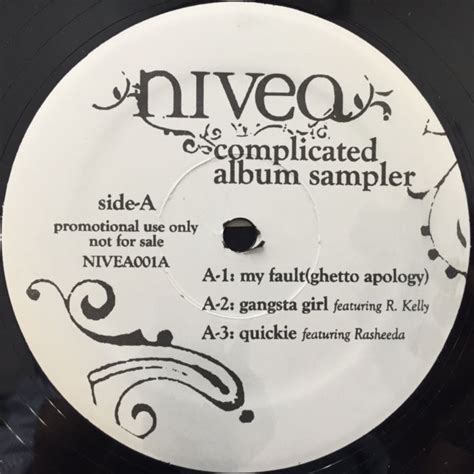 nivea
complicated
album sampler
side-A
promotional use only
not for sale
NIVEA001A
A-1: my fault(ghetto apology)
A-2: gangsta girl featuring R. Kelly
A-3: quickie featuring Rasheeda